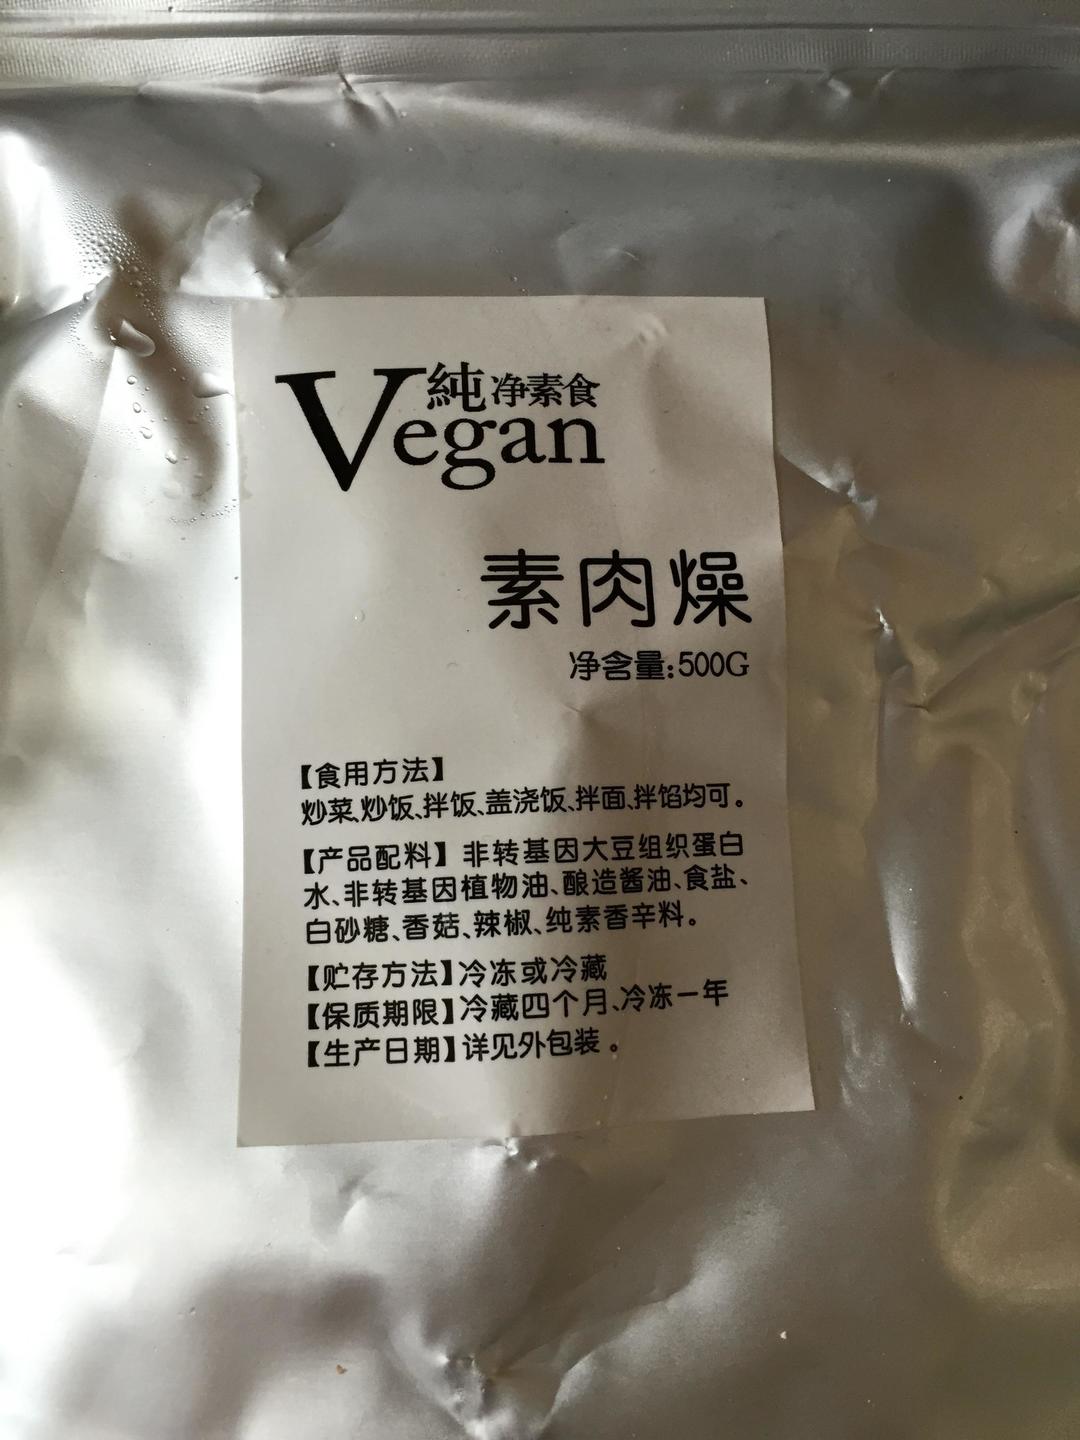 純净素食
Vegan
素肉燥
净含量:500G
【食用方法】
炒菜、炒饭、拌饭、盖浇饭、拌面、拌馅均可。
【产品配料】非转基因大豆组织蛋白
水、非转基因植物油、酿造酱油、食盐、
白砂糖、香菇、辣椒、纯素香辛料。
【贮存方法】冷冻或冷藏
【保质期限】冷藏四个月、冷冻一年
【生产日期】详见外包装。